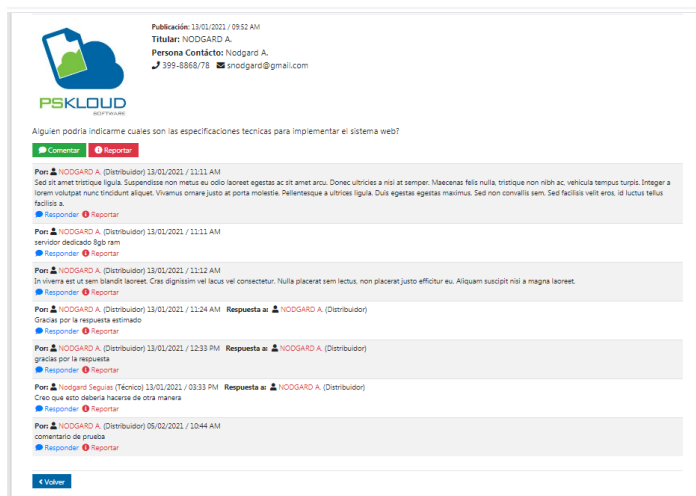 Publicación: 13/01/2021 / 09:52 AM
Titular: NODGARD A.
Persona Contácto: Nodgard A.
399-8868/78 snodgard@gmail.com
PSKLOUD
SOFTWARE
Alguien podria indicarme cuales son las especificaciones tecnicas para implementar el sistema web?
Comentar Reportar
Por: NODGARD A. (Distribuidor) 13/01/2021 / 11:11 AM
Sed sit amet tristique ligula. Suspendisse non metus eu odio laoreet egestas ac sit amet arcu. Donec ultricies a nisi at semper. Maecenas felis nulla, tristique non nibh ac, vehicula tempus turpis. Integer a
lorem volutpat nunc tincidunt aliquet. Vivamus ornare justo at porta molestie. Pellentesque a ultrices ligula. Duis egestas egestas maximus. Sed non convallis sem. Sed facilisis velit eros, id luctus tellus
facilisis a.
Responder Reportar
Por: NODGARD A. (Distribuidor) 13/01/2021 / 11:11 AM
servidor dedicado 8gb ram
Responder Reportar
Por: NODGARD A. (Distribuidor) 13/01/2021 / 11:12 AM
In viverra est ut sem blandit laoreet. Cras dignissim vel lacus vel consectetur. Nulla placerat sem lectus, non placerat justo efficitur eu. Aliquam suscipit nisi a magna laoreet.
Responder Reportar
Por: NODGARD A. (Distribuidor) 13/01/2021 / 11:24 AM Respuesta a: NODGARD A. (Distribuidor)
Gracias por la respuesta estimado
Responder Reportar
Por: NODGARD A. (Distribuidor) 13/01/2021 / 12:33 PM Respuesta a: NODGARD A. (Distribuidor)
gracias por la respuesta
Responder Reportar
Por: Nodgard Seguias (Técnico) 13/01/2021 / 03:33 PM Respuesta a: NODGARD A. (Distribuidor)
Creo que esto deberia hacerse de otra manera
Responder Reportar
Por: NODGARD A. (Distribuidor) 05/02/2021 / 10:44 AM
comentario de prueba
Responder Reportar
Volver